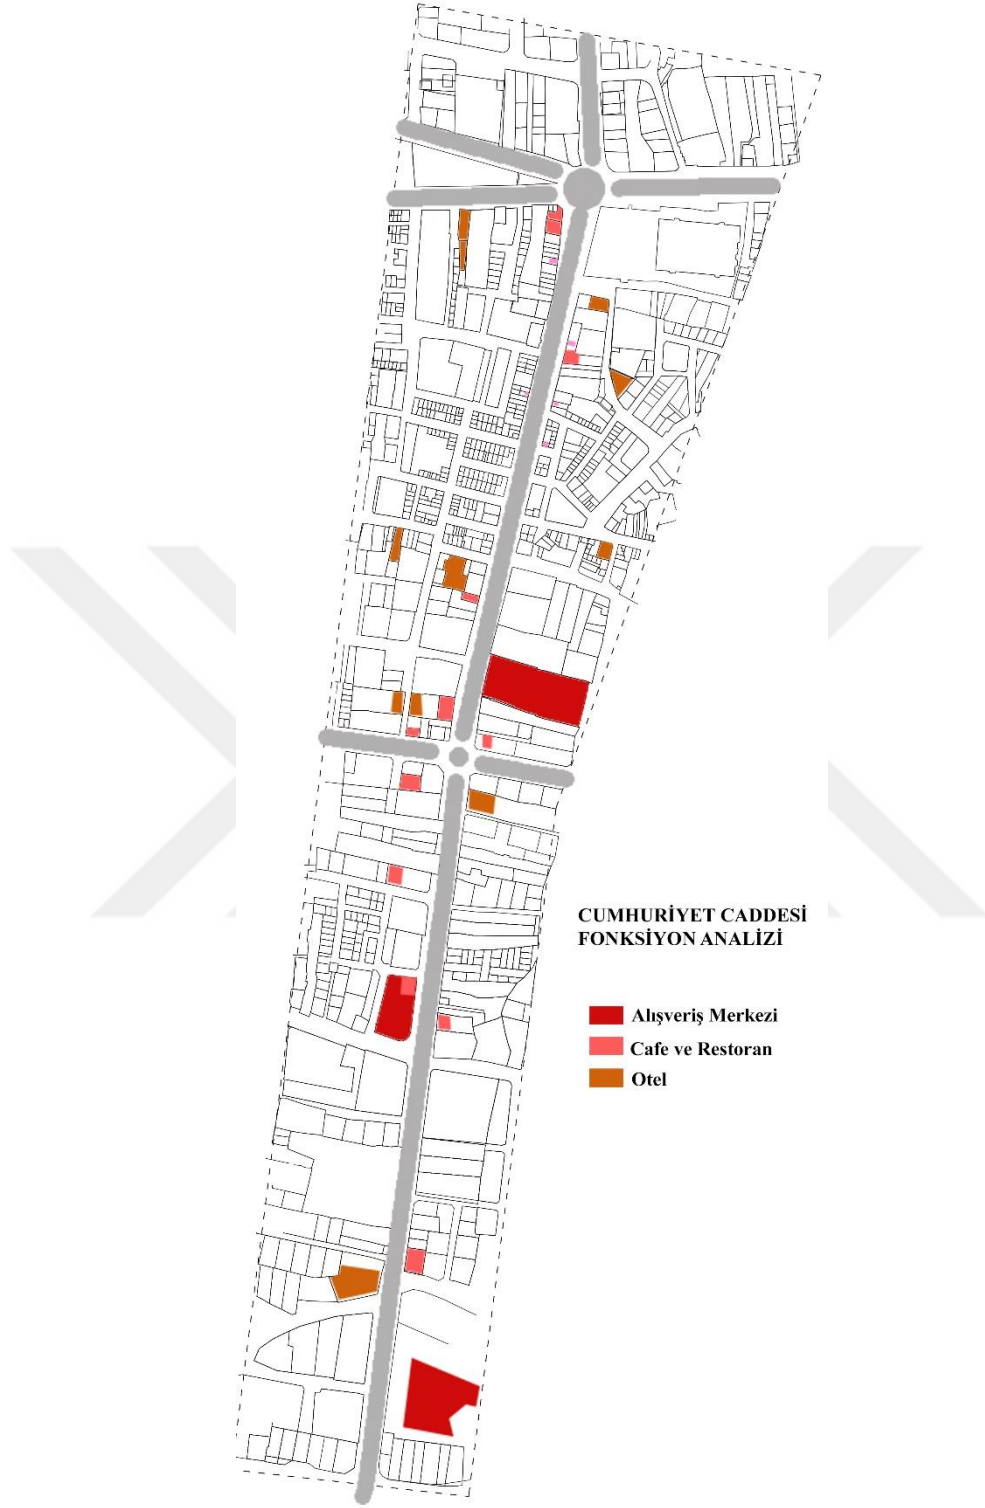 CUMHURİYET CADDESİ
FONKSİYON ANALİZİ
Alışveriş Merkezi
Cafe ve Restoran
Otel